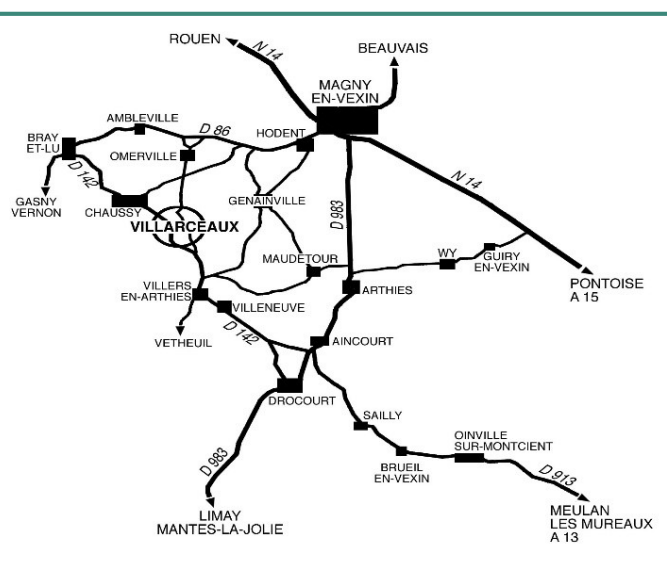 ROUEN
N 14
BEAUVAIS
MAGNY
EN-VEXIN
AMBLEVILLE
D 86
HODENT
BRAY
ET-LU
OMERVILLE
D 142
N 14
GASNY
VERNON
CHAUSSY
GENAINVILLE
D 983
VILLARCEAUX
MAUDETOUR
WY
GUIRY
EN-VEXIN
PONTOISE
A 15
VILLERS
EN-ARTHIES
ARTHIES
VILLENEUVE
VETHEUIL
D 142
AINCOURT
DROCOURT
SAILLY
OINVILLE
SUR-MONTCIENT
BRUEIL
EN-VEXIN
D 983
D 913
LIMAY
MANTES-LA-JOLIE
MEULAN
LES MUREAUX
A 13